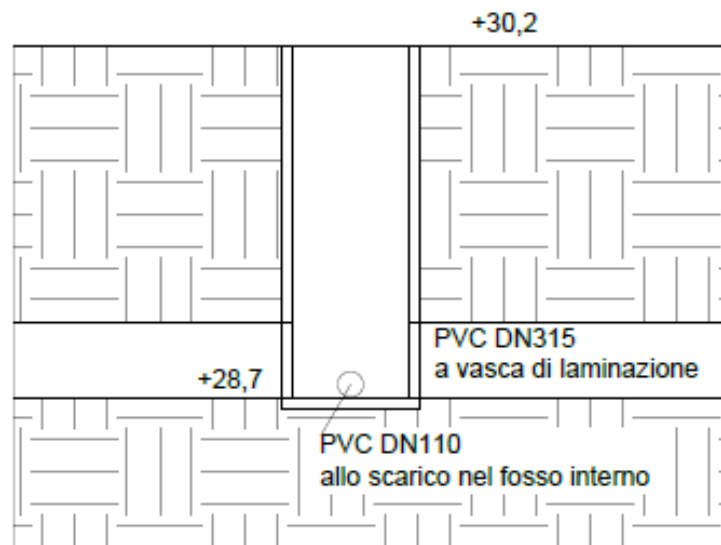 +30,2
PVC DN315
a vasca di laminazione
+28,7
PVC DN110
allo scarico nel fosso interno